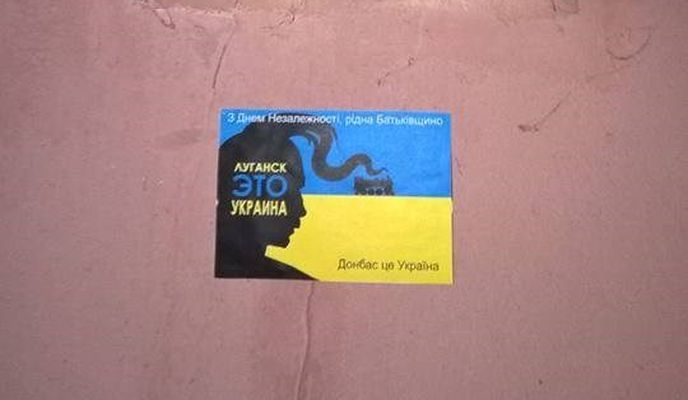 З Днем Незалежності, рідна Батьківщино
ЛУГАНСК
ЭТО
УКРАИНА
Донбас це Україна